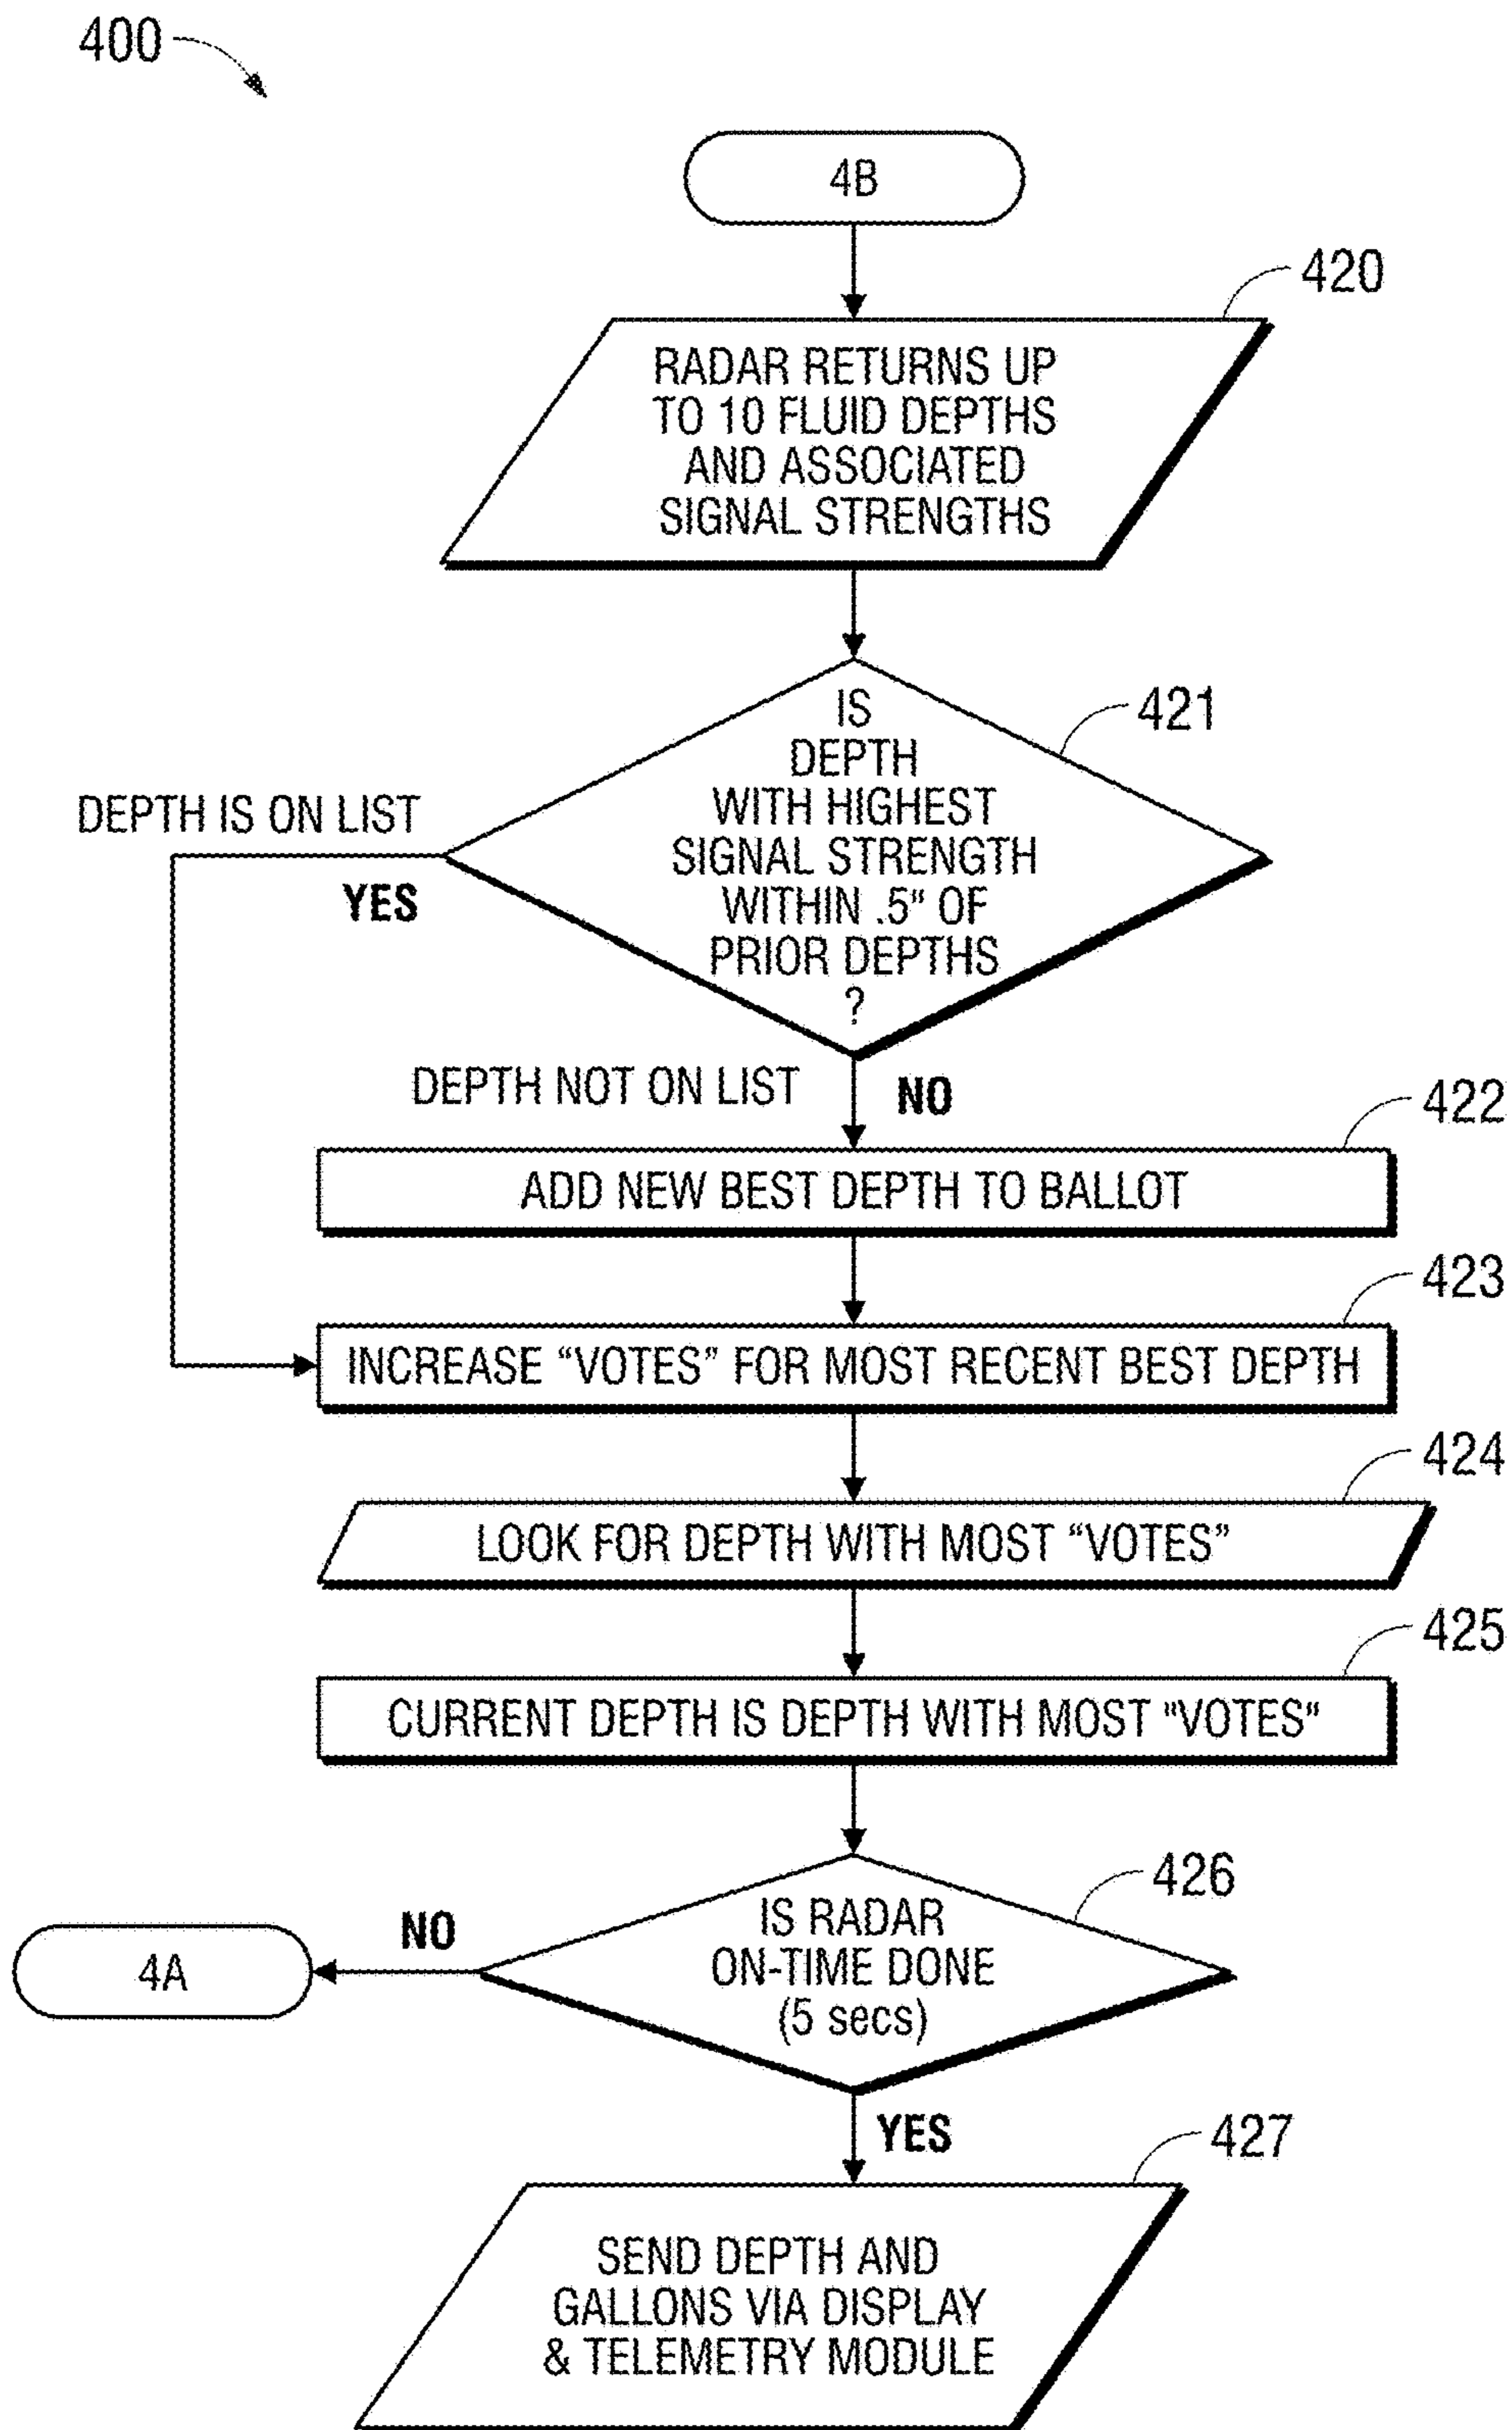 400
4B
420
RADAR RETURNS UP
TO 10 FLUID DEPTHS
AND ASSOCIATED
SIGNAL STRENGTHS
421
IS
DEPTH
WITH HIGHEST
SIGNAL STRENGTH
WITHIN .5" OF
PRIOR DEPTHS
?
DEPTH IS ON LIST
YES
DEPTH NOT ON LIST
NO
422
ADD NEW BEST DEPTH TO BALLOT
423
INCREASE “VOTES” FOR MOST RECENT BEST DEPTH
424
LOOK FOR DEPTH WITH MOST “VOTES”
425
CURRENT DEPTH IS DEPTH WITH MOST "VOTES"
426
IS RADAR
ON-TIME DONE
(5 secs)
NO
4A
YES
427
SEND DEPTH AND
GALLONS VIA DISPLAY
& TELEMETRY MODULE